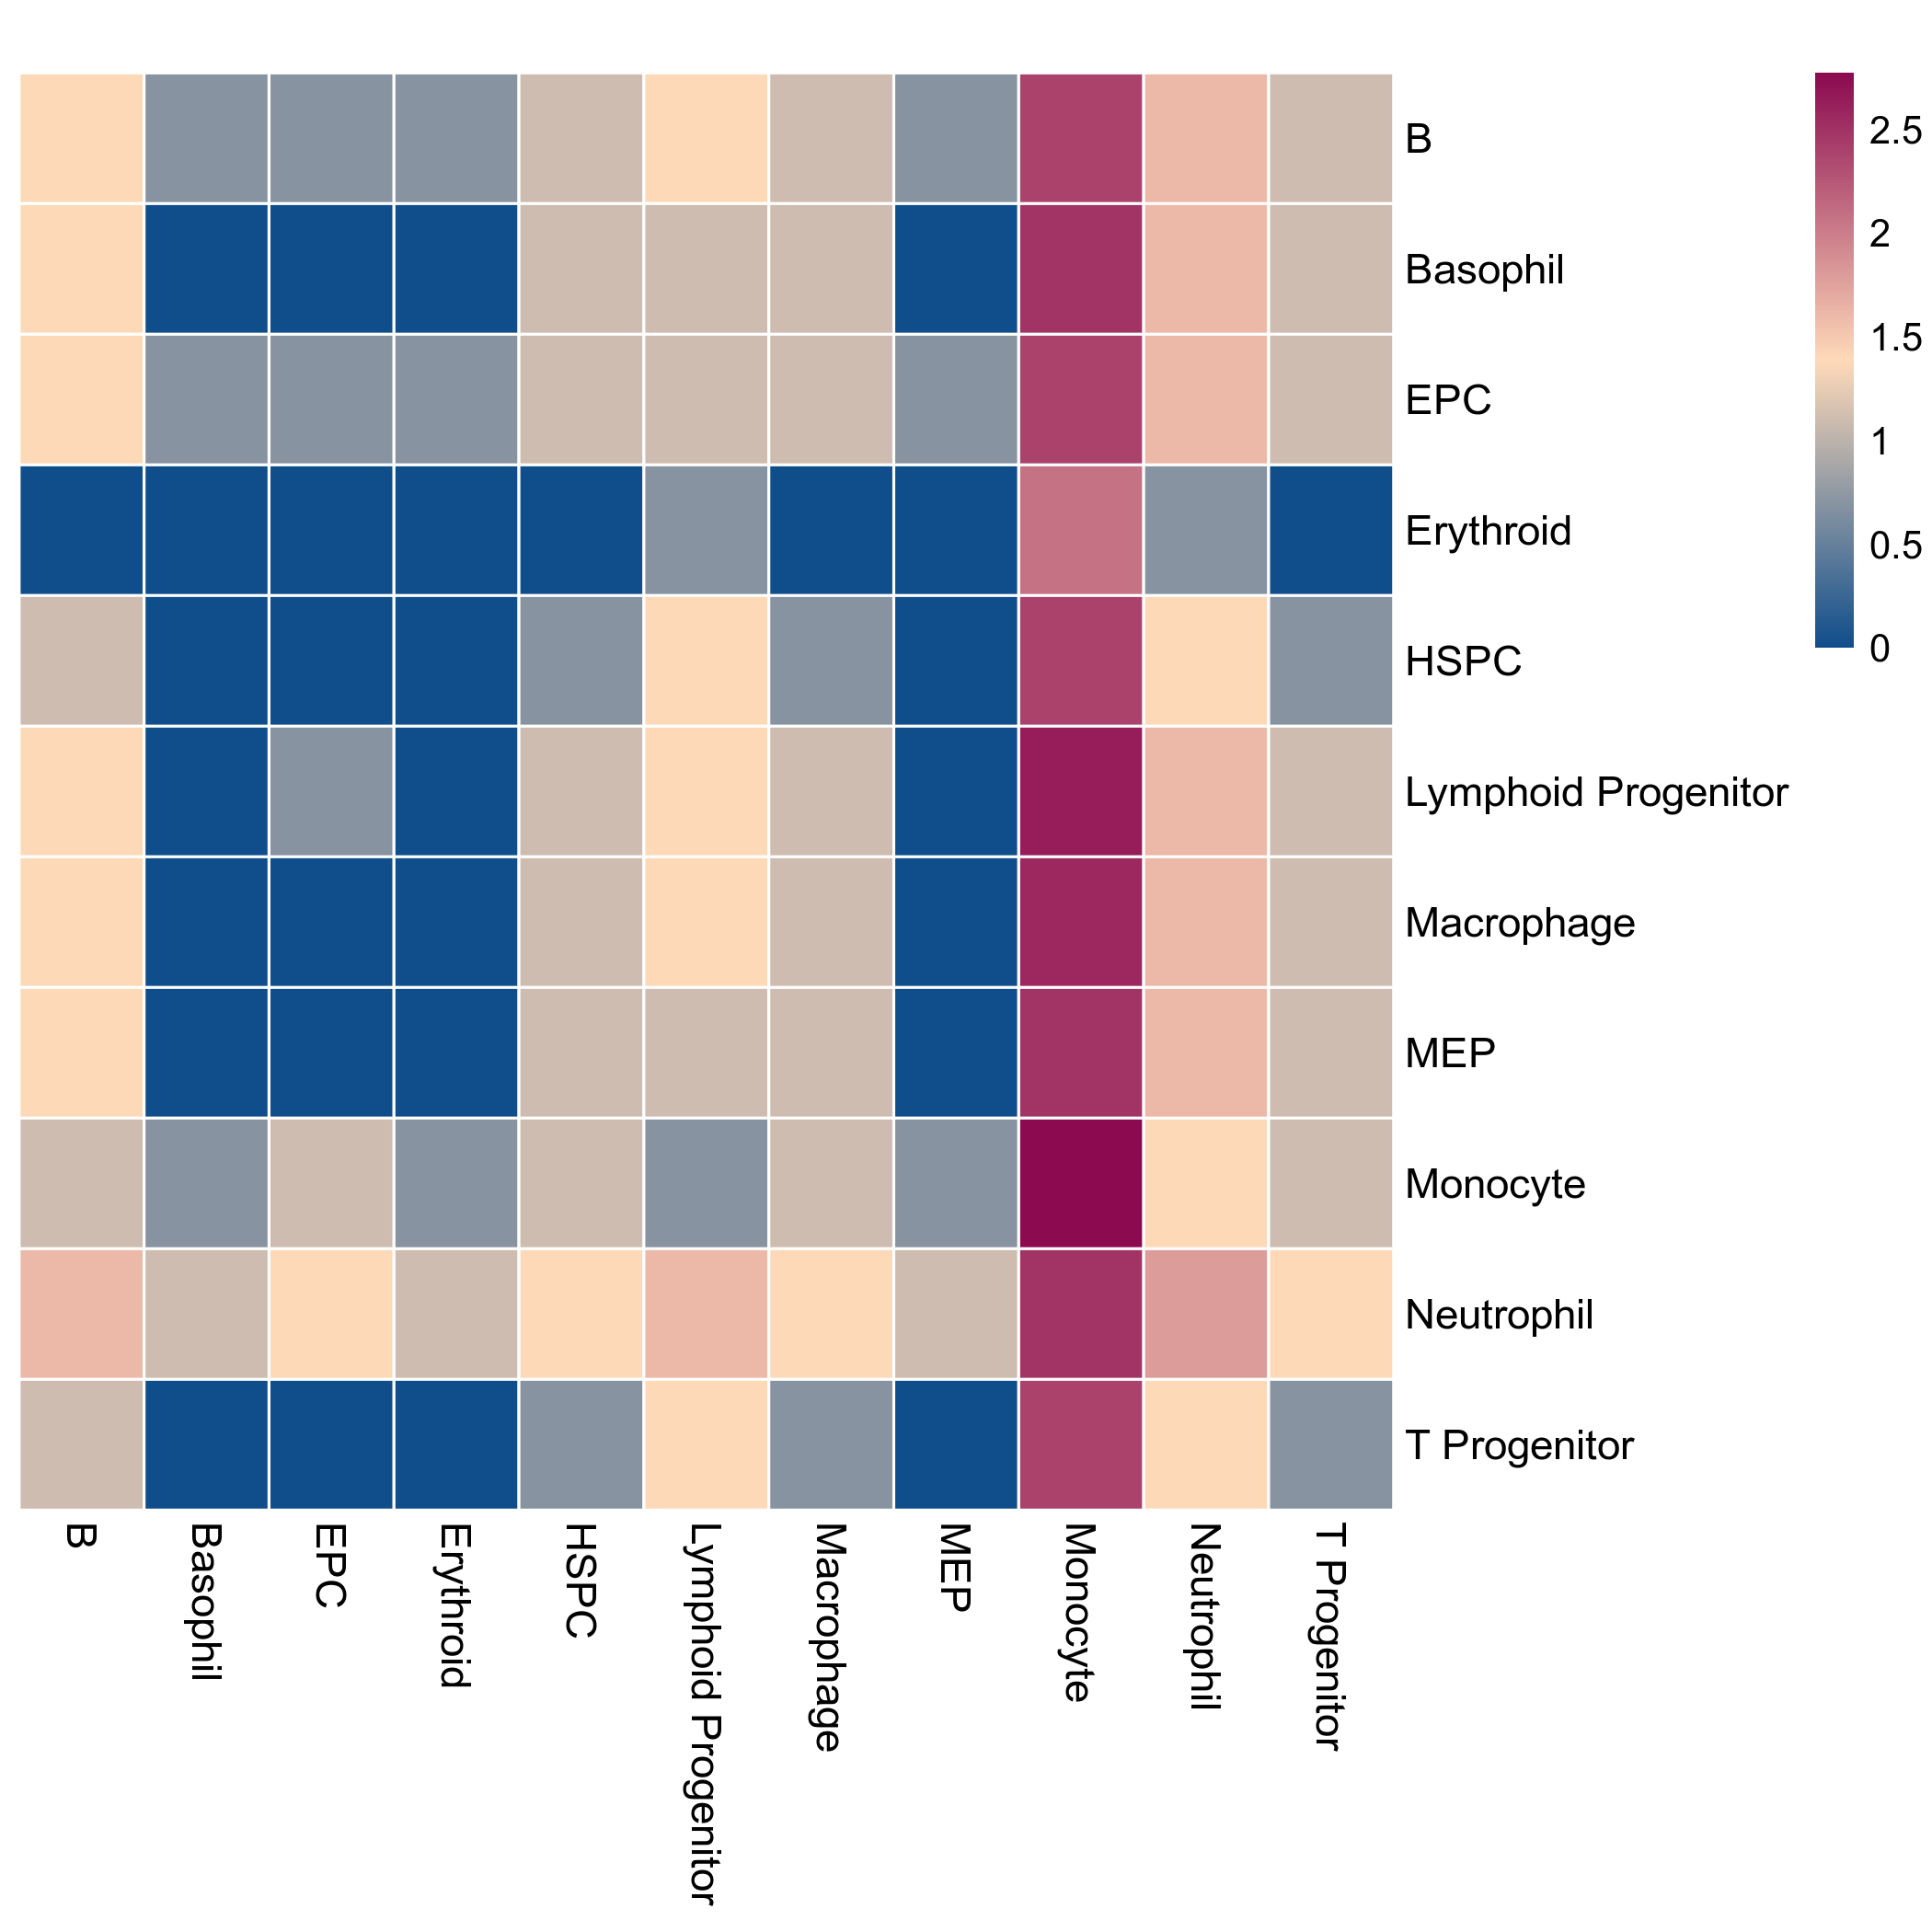 B
Basophil
EPC
Erythroid
HSPC
Lymphoid Progenitor
Macrophage
MEP
Monocyte
Neutrophil
T Progenitor
2.5
2
1.5
1
0.5
0
B
Basophil
EPC
Erythroid
HSPC
Lymphoid Progenitor
Macrophage
MEP
Monocyte
Neutrophil
T Progenitor